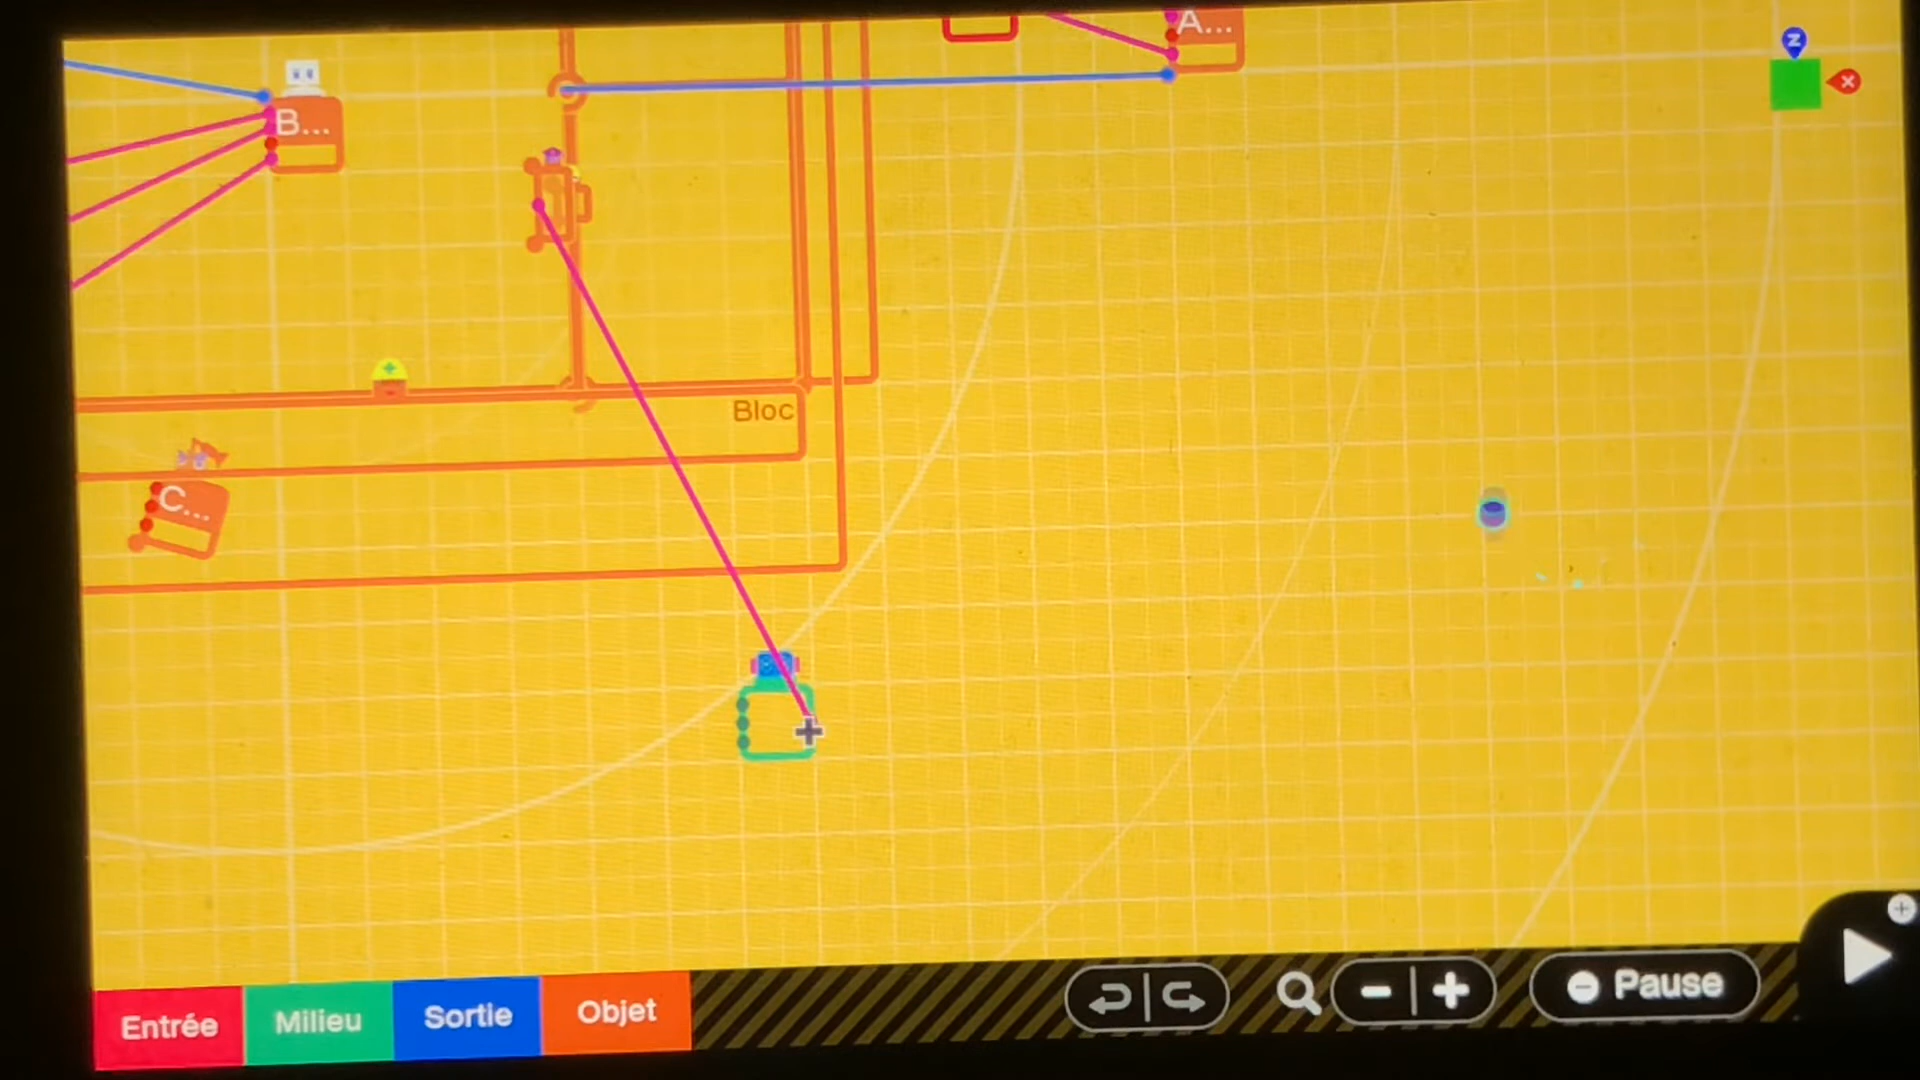 A...
Z
X
B...
Bloc
C...
Entrée
Milieu
Sortie
Objet
Pause